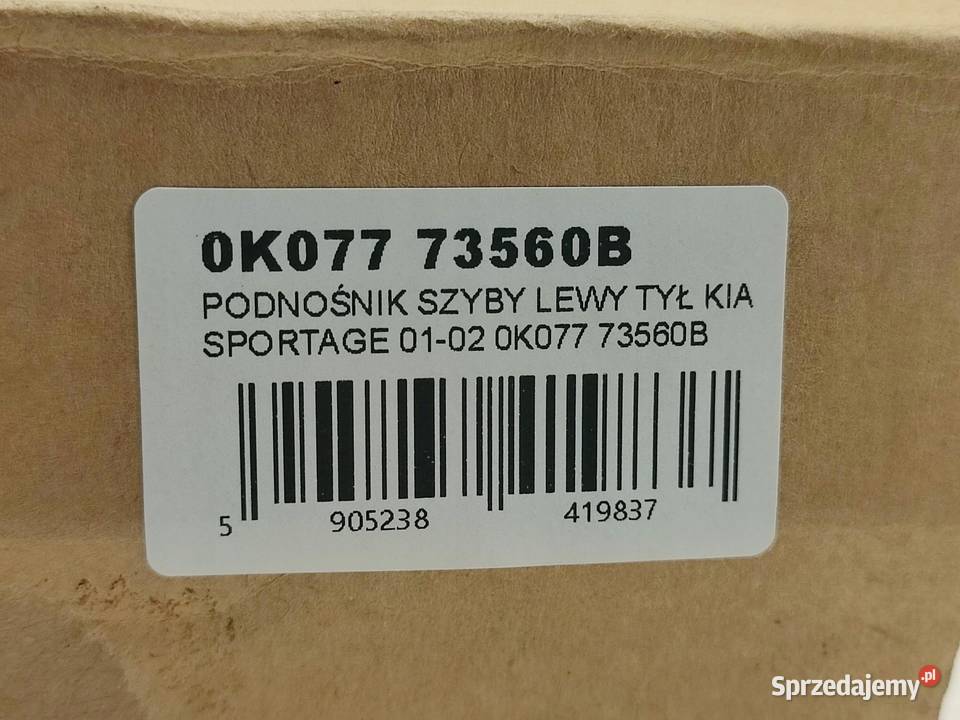 0K077 73560B
PODNOŚNIK SZYBY LEWY TYŁ KIA
SPORTAGE 01-02 0K077 73560B
5 905238 419837
Sprzedajemy.pl